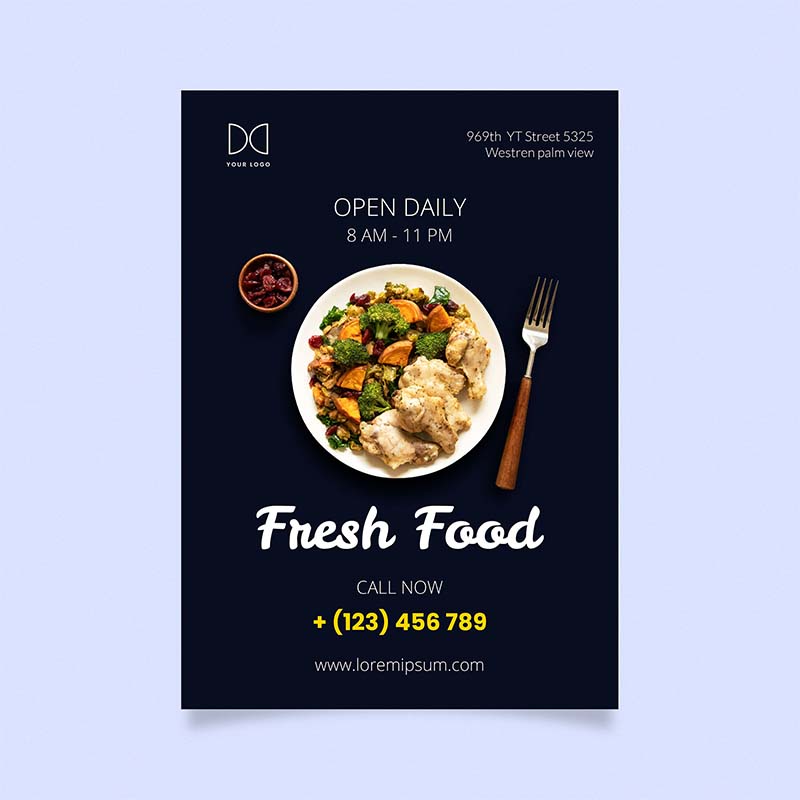 YOUR LOGO
969th YT Street 5325
Westren palm view
OPEN DAILY
8 AM - 11 PM
Fresh Food
CALL NOW
+ (123) 456 789
www.loremipsum.com